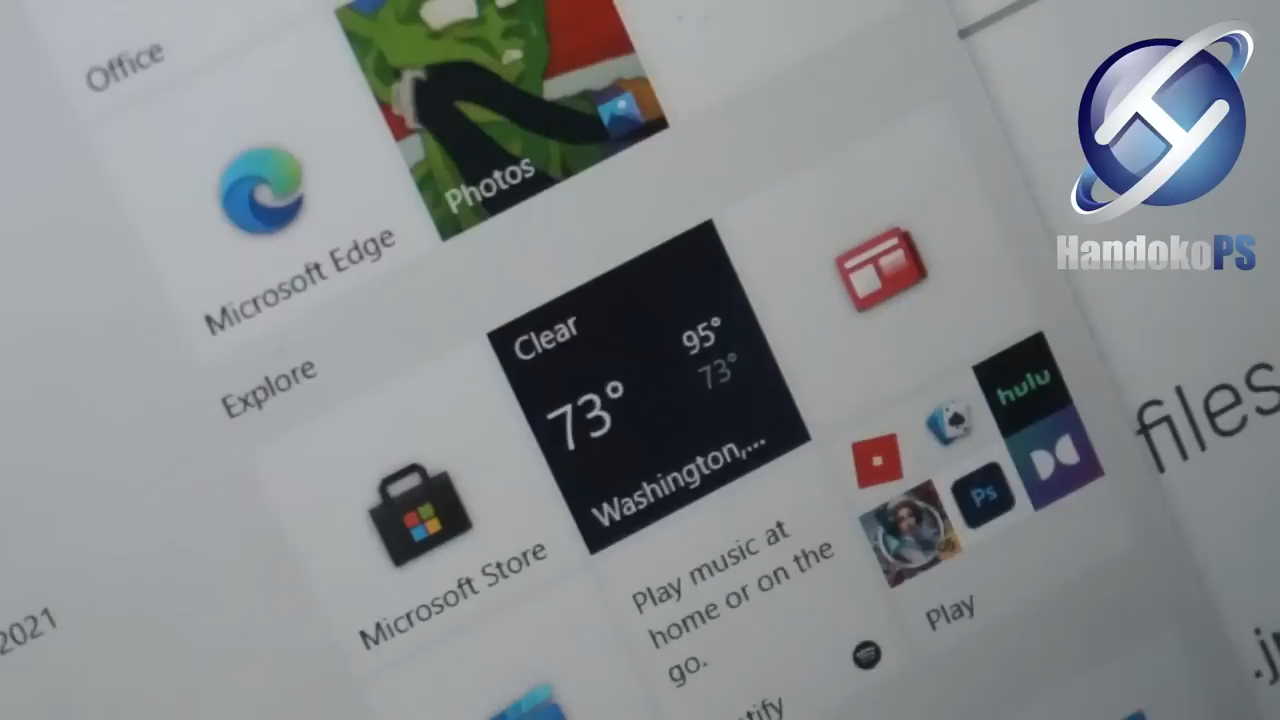 Office
Photos
Microsoft Edge
HandokoPS
Explore
Clear
95°
73°
73°
Washington,...
Microsoft Store
hulu
Ps
files
Play music at
home or on the
go.
Play
2021